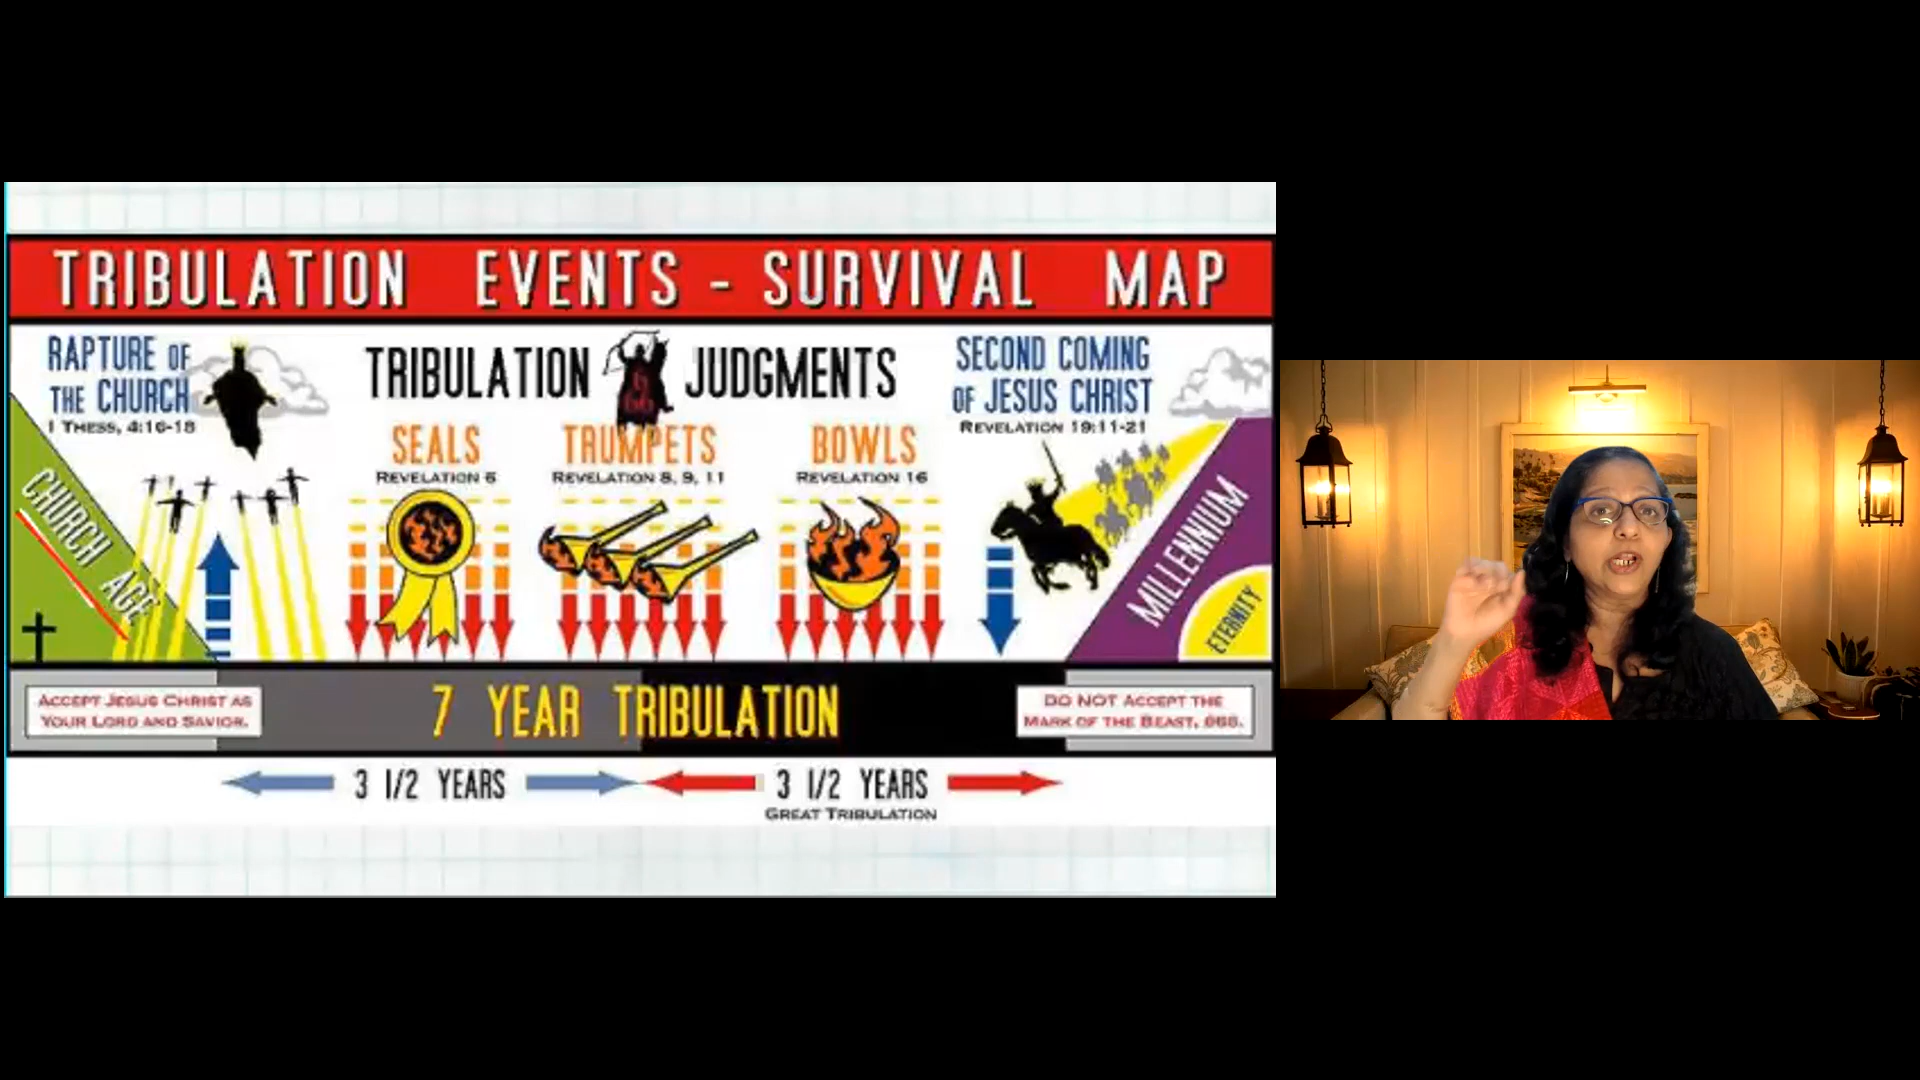 TRIBULATION EVENTS - SURVIVAL MAP
RAPTURE OF
THE CHURCH
I THESS, 4:16-18
TRIBULATION JUDGMENTS
SEALS
REVELATION 6
TRUMPETS
REVELATION 8, 9, 11
BOWLS
REVELATION 16
SECOND COMING
OF JESUS CHRIST
REVELATION 19:11-21
CHURCH AGE
MILLENNIUM
ETERNITY
ACCEPT JESUS CHRIST AS
YOUR LORD AND SAVIOR.
7 YEAR TRIBULATION
DO NOT ACCEPT THE
MARK OF THE BEAST, 666.
3 1/2 YEARS
3 1/2 YEARS
GREAT TRIBULATION